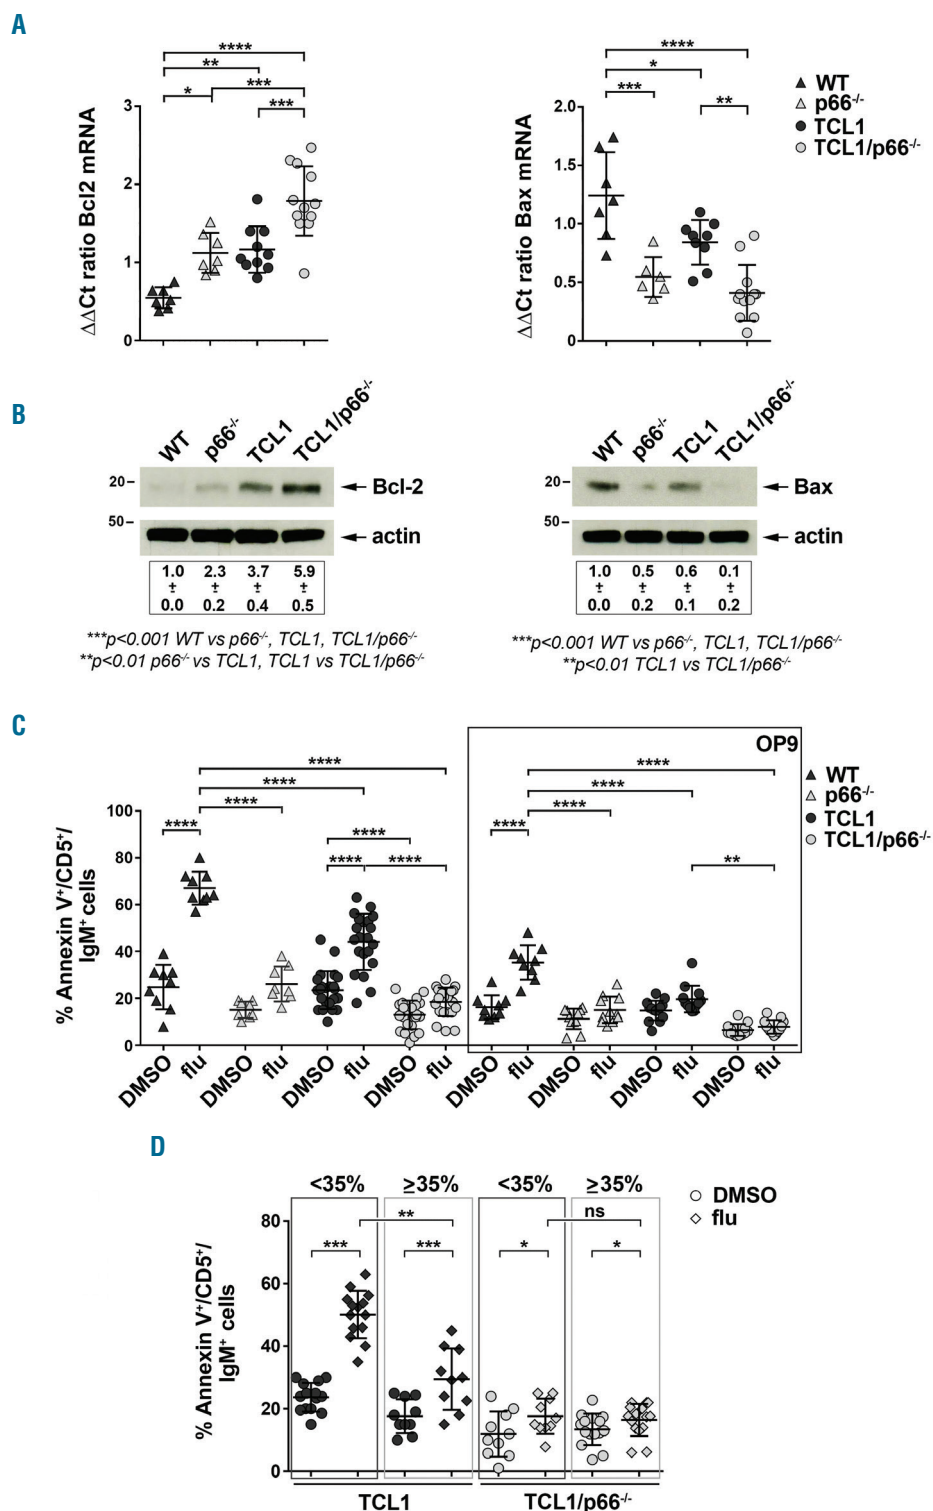 A
**** ****
** *
* *** *** **
***
ΔΔCt ratio Bcl2 mRNA
3
2
1
0
ΔΔCt ratio Bax mRNA
2.0
1.5
1.0
0.5
0
WT
p66-/-
TCL1
TCL1/p66-/-
B
WT p66-/- TCL1 TCL1/p66-/-
20 Bcl-2
50 actin
1.0 2.3 3.7 5.9
± ± ± ±
0.0 0.2 0.4 0.5
***p<0.001 WT vs p66-/-, TCL1, TCL1/p66-/-
**p<0.01 p66-/- vs TCL1, TCL1 vs TCL1/p66-/-
WT p66-/- TCL1 TCL1/p66-/-
20 Bax
50 actin
1.0 0.5 0.6 0.1
± ± ± ±
0.0 0.2 0.1 0.2
***p<0.001 WT vs p66-/-, TCL1, TCL1/p66-/-
**p<0.01 TCL1 vs TCL1/p66-/-
C
OP9
**** ****
**** ****
**** ****
**** **** ****
**** **** **
% Annexin V+/CD5+/
IgM+ cells
100
80
60
40
20
0
DMSO flu DMSO flu DMSO flu DMSO flu DMSO flu DMSO flu DMSO flu DMSO flu
WT
p66-/-
TCL1
TCL1/p66-/-
D
<35% ≥35% <35% ≥35%
DMSO
flu
** ns
*** *** * *
% Annexin V+/CD5+/
IgM+ cells
80
60
40
20
0
TCL1 TCL1/p66-/-